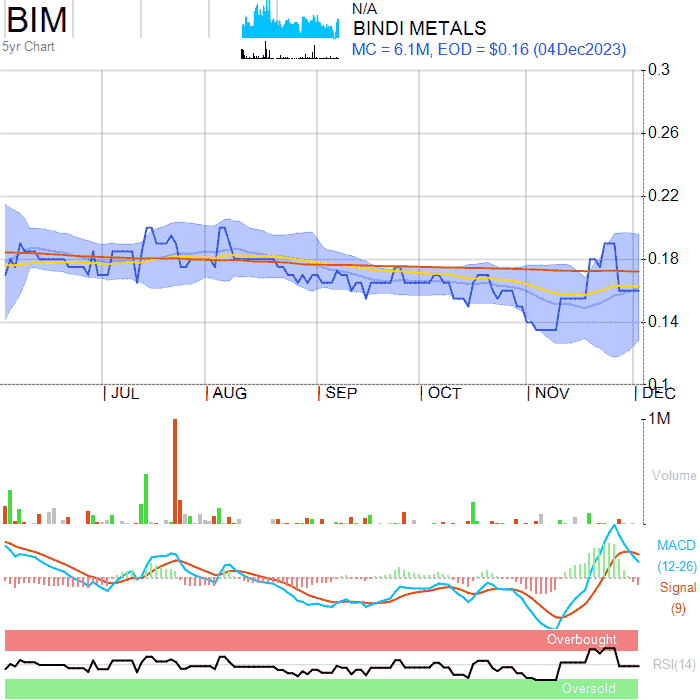 BIM
5yr Chart
N/A
BINDI METALS
MC = 6.1M, EOD = $0.16 (04Dec2023)
0.3
0.26
0.22
0.18
0.14
0.1
JUL AUG SEP OCT NOV DEC
1M
Volume
MACD
(12-26)
Signal
(9)
Overbought
RSI(14)
Oversold